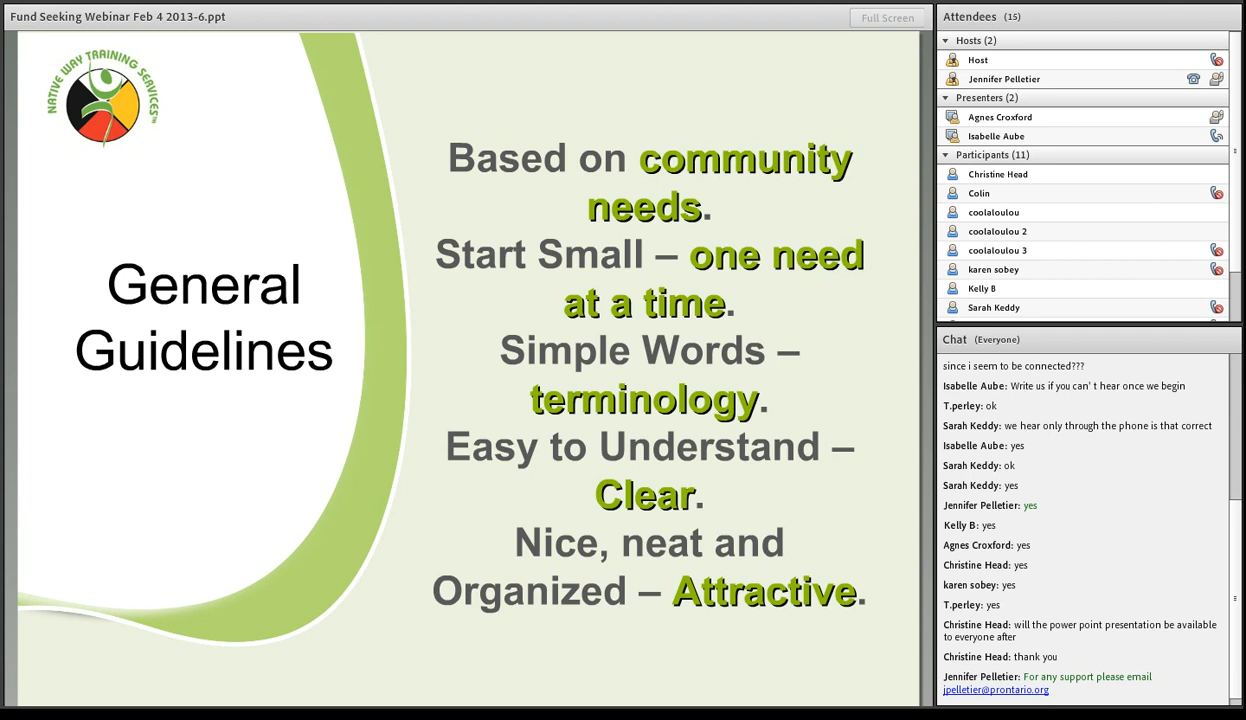 Fund Seeking Webinar Feb 4 2013-6.ppt
Full Screen
NATIVE WAY TRAINING SERVICES
General
Guidelines
Based on community
needs.
Start Small – one need
at a time.
Simple Words –
terminology.
Easy to Understand –
Clear.
Nice, neat and
Organized – Attractive.
Attendees (15)
Hosts (2)
Host
Jennifer Pelletier
Presenters (2)
Agnes Croxford
Isabelle Aube
Participants (11)
Christine Head
Colin
coolaloulou
coolaloulou 2
coolaloulou 3
karen sobey
Kelly B
Sarah Keddy
Chat (Everyone)
since i seem to be connected???
Isabelle Aube: Write us if you can' t hear once we begin
T.perley: ok
Sarah Keddy: we hear only through the phone is that correct
Isabelle Aube: yes
Sarah Keddy: ok
Sarah Keddy: yes
Jennifer Pelletier: yes
Kelly B: yes
Agnes Croxford: yes
Christine Head: yes
karen sobey: yes
T.perley: yes
Christine Head: will the power point presentation be available
to everyone after
Christine Head: thank you
Jennifer Pelletier: For any support please email
jpelletier@prontario.org